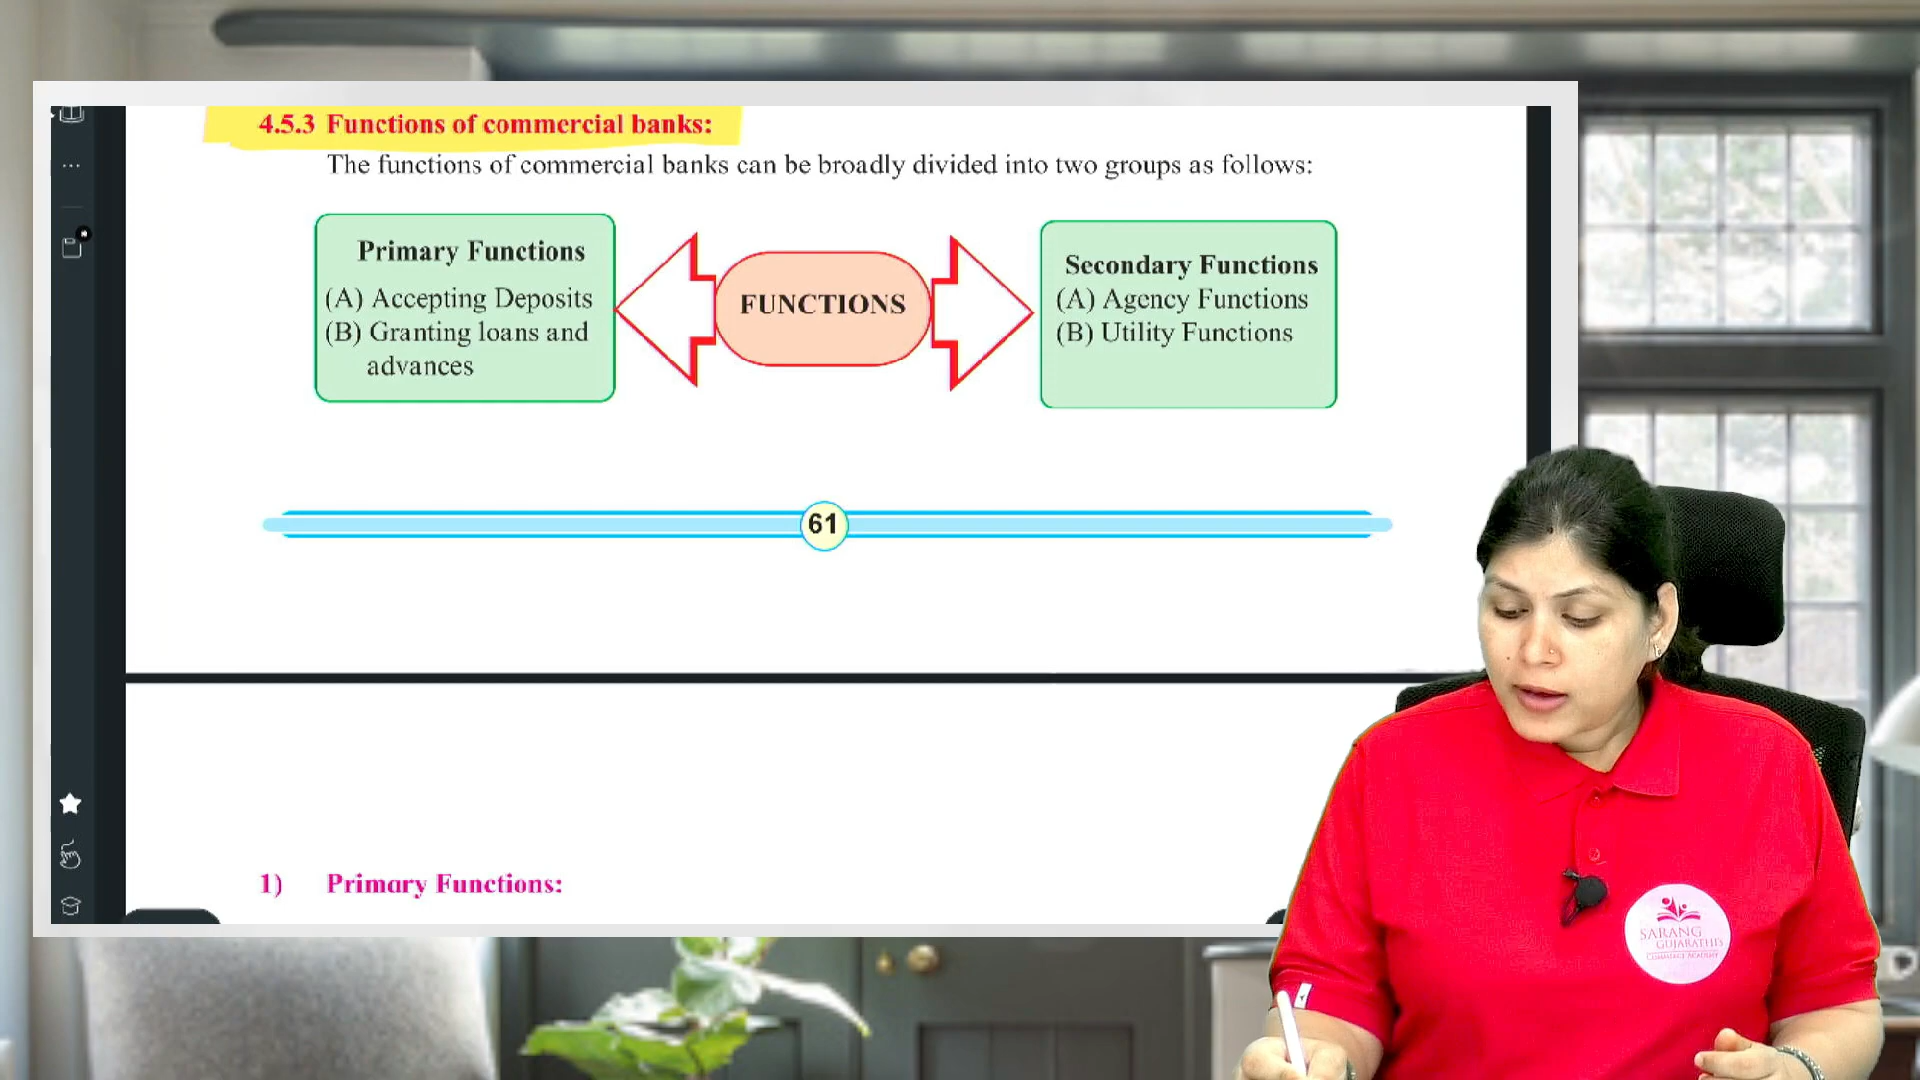 4.5.3 Functions of commercial banks:
The functions of commercial banks can be broadly divided into two groups as follows:
Primary Functions
(A) Accepting Deposits
(B) Granting loans and
advances
FUNCTIONS
Secondary Functions
(A) Agency Functions
(B) Utility Functions
61
1) Primary Functions:
SARANG
GUJARATHI'S
COMMERCE ACADEMY